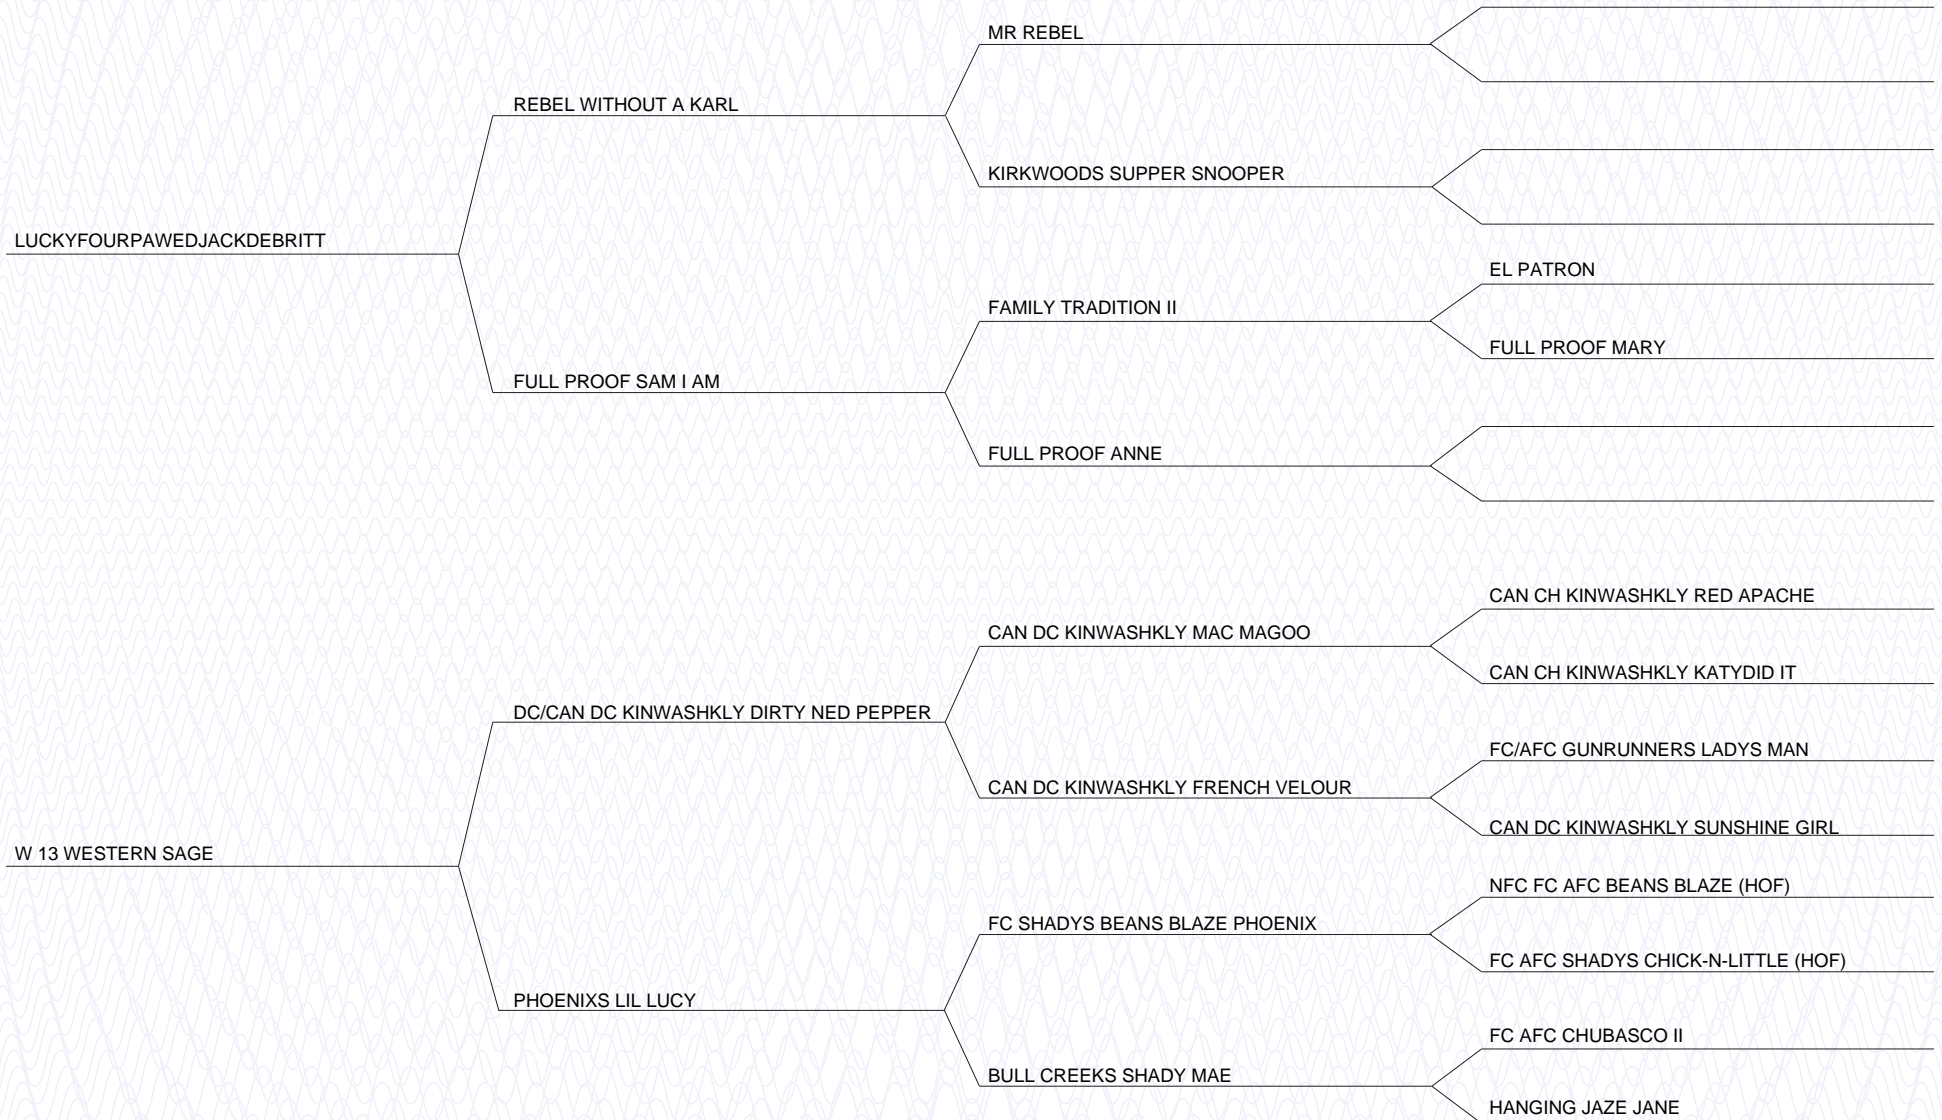 MR REBEL
REBEL WITHOUT A KARL
KIRKWOODS SUPPER SNOOPER
LUCKYFOURPAWEDJACKDEBRITT
EL PATRON
FAMILY TRADITION II
FULL PROOF MARY
FULL PROOF SAM I AM
FULL PROOF ANNE
CAN CH KINWASHKLY RED APACHE
CAN DC KINWASHKLY MAC MAGOO
CAN CH KINWASHKLY KATYDID IT
DC/CAN DC KINWASHKLY DIRTY NED PEPPER
FC/AFC GUNRUNNERS LADYS MAN
CAN DC KINWASHKLY FRENCH VELOUR
CAN DC KINWASHKLY SUNSHINE GIRL
W 13 WESTERN SAGE
NFC FC AFC BEANS BLAZE (HOF)
FC SHADYS BEANS BLAZE PHOENIX
FC AFC SHADYS CHICK-N-LITTLE (HOF)
PHOENIXS LIL LUCY
FC AFC CHUBASCO II
BULL CREEKS SHADY MAE
HANGING JAZE JANE